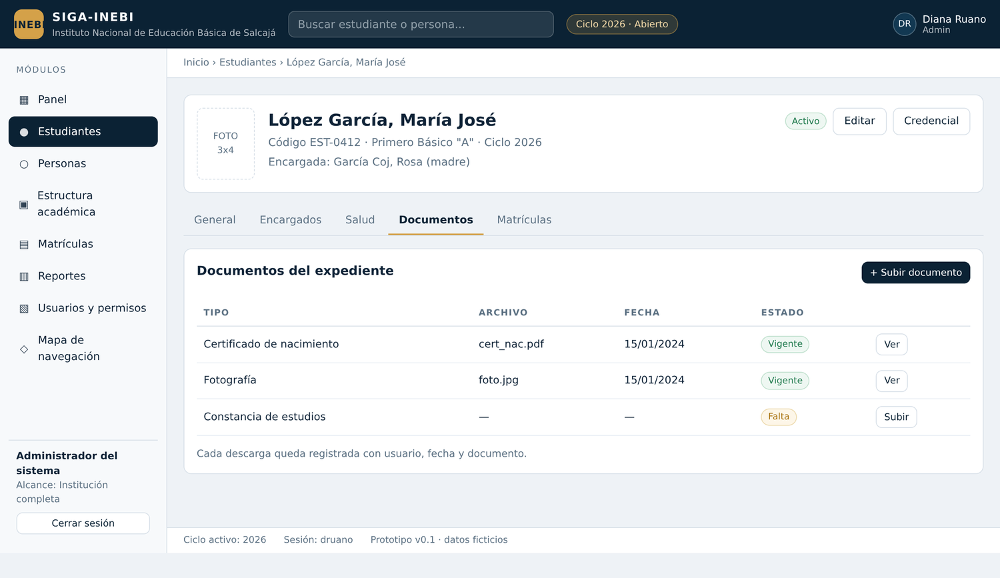 INEBI
SIGA-INEBI
Instituto Nacional de Educación Básica de Salcajá
Buscar estudiante o persona...
Ciclo 2026 · Abierto
DR
Diana Ruano
Admin
MÓDULOS
Panel
Estudiantes
Personas
Estructura
académica
Matrículas
Reportes
Usuarios y permisos
Mapa de
navegación
Administrador del
sistema
Alcance: Institución
completa
Cerrar sesión
Inicio › Estudiantes › López García, María José
FOTO
3x4
López García, María José
Código EST-0412 · Primero Básico "A" · Ciclo 2026
Encargada: García Coj, Rosa (madre)
Activo
Editar
Credencial
General Encargados Salud Documentos Matrículas
Documentos del expediente
+ Subir documento
TIPO ARCHIVO FECHA ESTADO
Certificado de nacimiento cert_nac.pdf 15/01/2024 Vigente Ver
Fotografía foto.jpg 15/01/2024 Vigente Ver
Constancia de estudios — — Falta Subir
Cada descarga queda registrada con usuario, fecha y documento.
Ciclo activo: 2026 Sesión: druano Prototipo v0.1 · datos ficticios